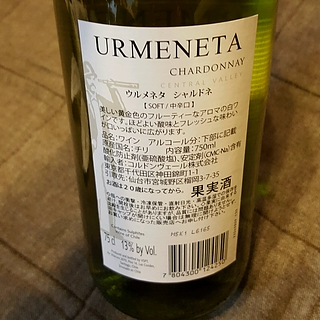 URMENETA
CHARDONNAY
CENTRAL VALLEY
ウルメネタ シャルドネ
【SOFT / 中辛口】
美しい黄金色のフルーティーなアロマの白ワ
インです。ほどよい酸味とフレッシュな味わい
が口いっぱいに広がります。
品名:ワイン アルコール分:下部に記載
原産国名:チリ 内容量:750ml
酸化防止剤(亜硫酸塩)、安定剤(CMC-Na)含有
輸入者:コルドンヴェール株式会社
東京都千代田区神田錦町1-1
引取先:仙台市宮城野区榴岡3-7-35
お酒は20歳になってから。 果実酒
Contains Sulphites
75 cl
13% by Vol.
7 804300 124250